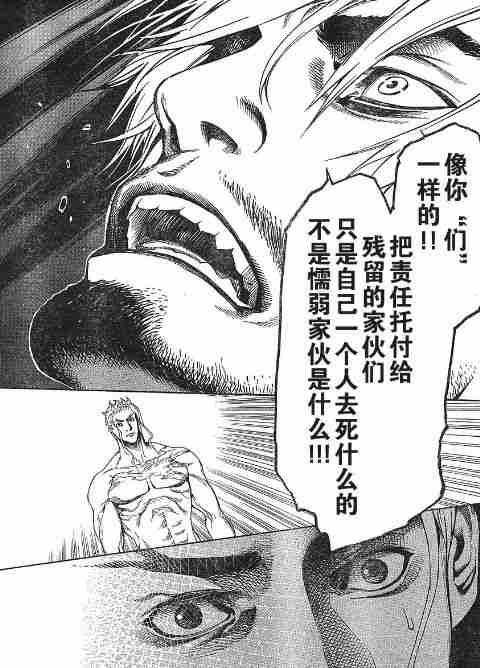 像你“们”
一样的!!
把责任托付给
残留的家伙们
只是自己一个人去死什么的
不是懦弱家伙是什么!!!